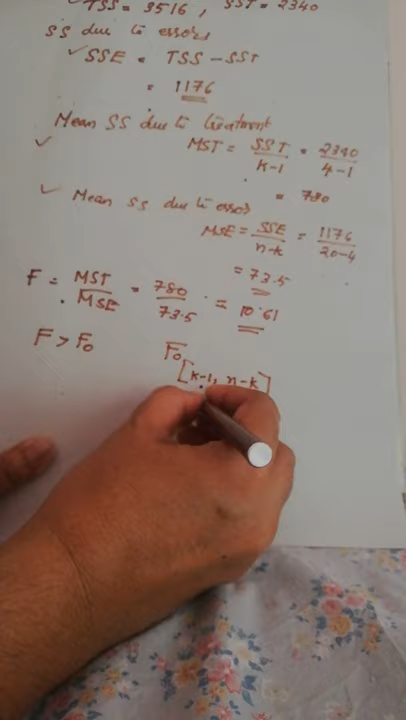 TSS = 3516, SST = 2340
SS due to errors
✓ SSE = TSS - SST
= 1176
Mean SS due to treatment
✓ MST = SST/k-1 = 2340/4-1
= 780
✓ Mean SS due to error
MSE = SSE/n-k = 1176/20-4
= 73.5
F = MST/MSE = 780/73.5 = 10.61
F > F₀ F₀ [k-1, n-k]